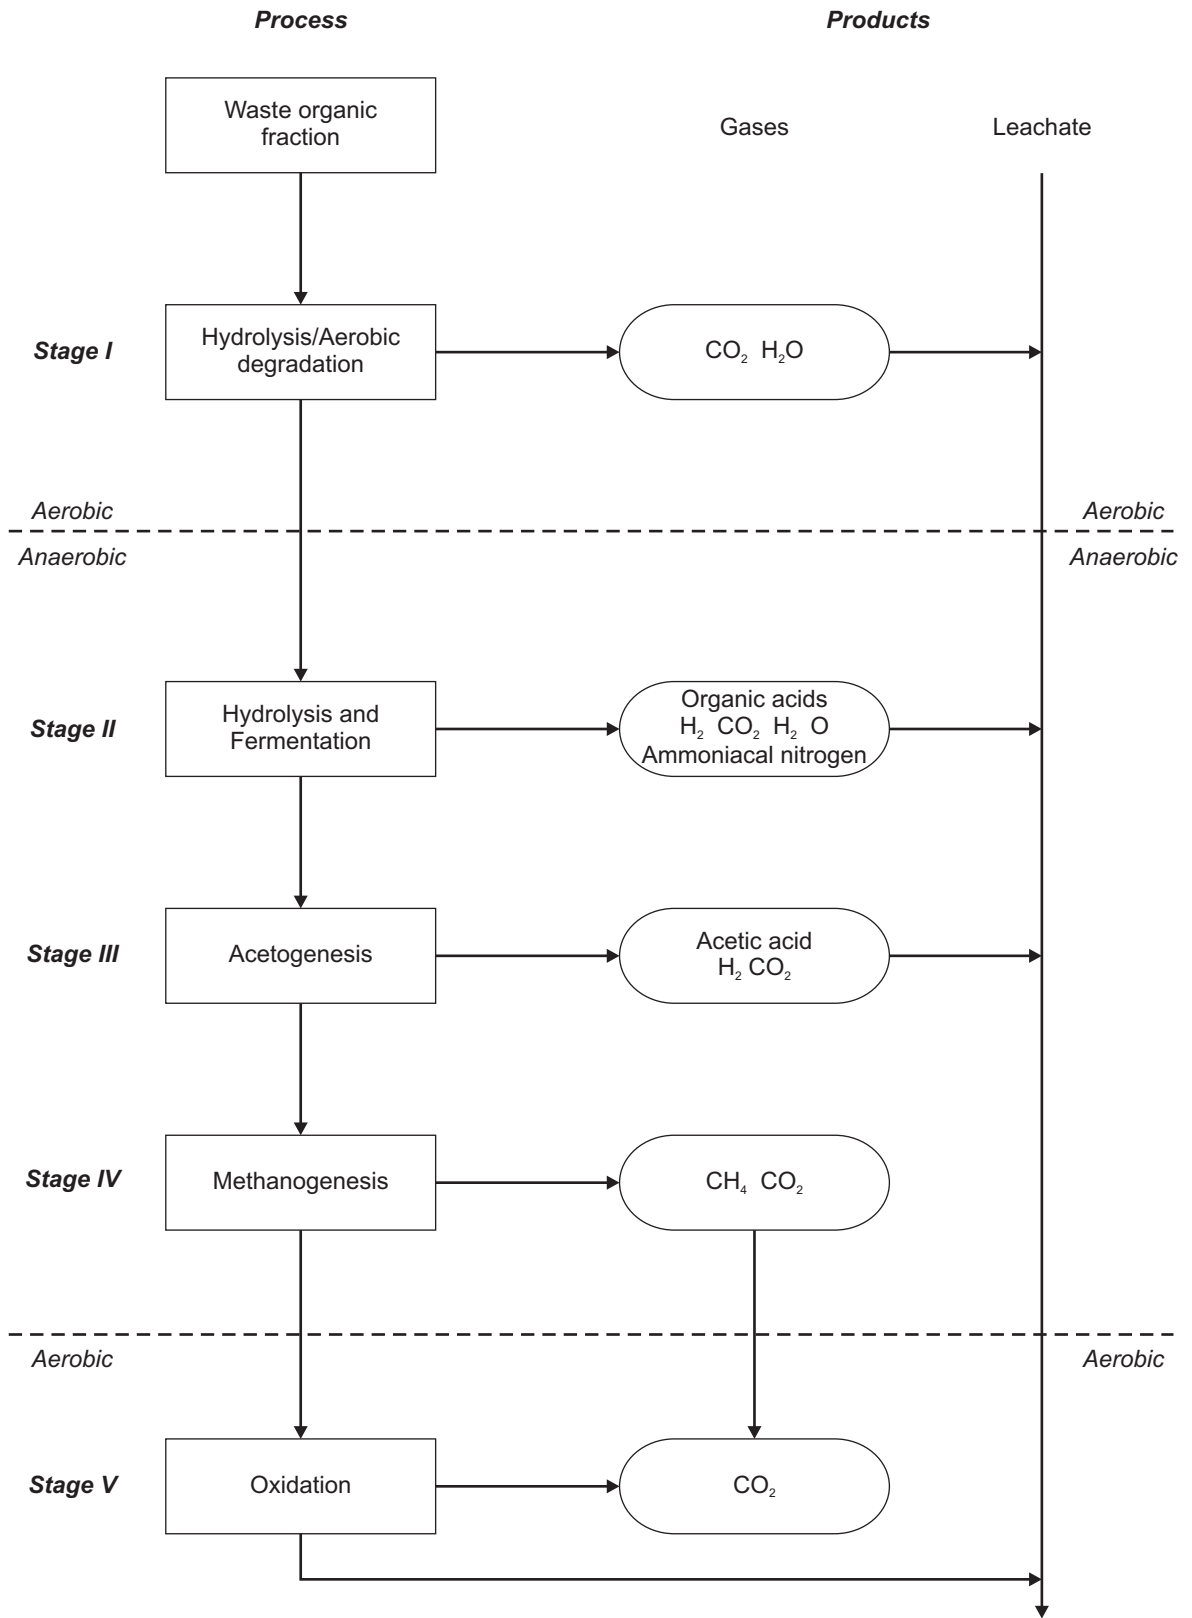 Process
Products
Waste organic
fraction
Gases
Leachate
Stage I
Hydrolysis/Aerobic
degradation
CO₂ H₂O
Aerobic
Aerobic
Anaerobic
Anaerobic
Stage II
Hydrolysis and
Fermentation
Organic acids
H₂ CO₂ H₂ O
Ammoniacal nitrogen
Stage III
Acetogenesis
Acetic acid
H₂ CO₂
Stage IV
Methanogenesis
CH₄ CO₂
Aerobic
Aerobic
Stage V
Oxidation
CO₂